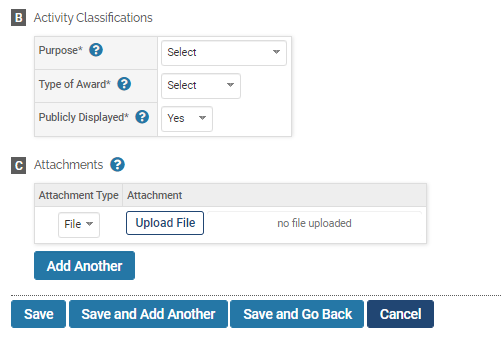 B Activity Classifications
Purpose* ? Select
Type of Award* ? Select
Publicly Displayed* ? Yes
C Attachments ?
Attachment Type Attachment
File Upload File no file uploaded
Add Another
Save Save and Add Another Save and Go Back Cancel